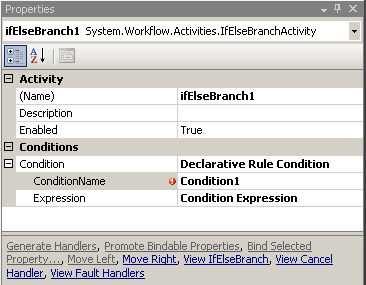 Properties
ifElseBranch1 System.Workflow.Activities.IfElseBranchActivity
Activity
(Name) ifElseBranch1
Description
Enabled True
Conditions
Condition Declarative Rule Condition
ConditionName Condition1
Expression Condition Expression
Generate Handlers, Promote Bindable Properties, Bind Selected
Property..., Move Left, Move Right, View IfElseBranch, View Cancel
Handler, View Fault Handlers